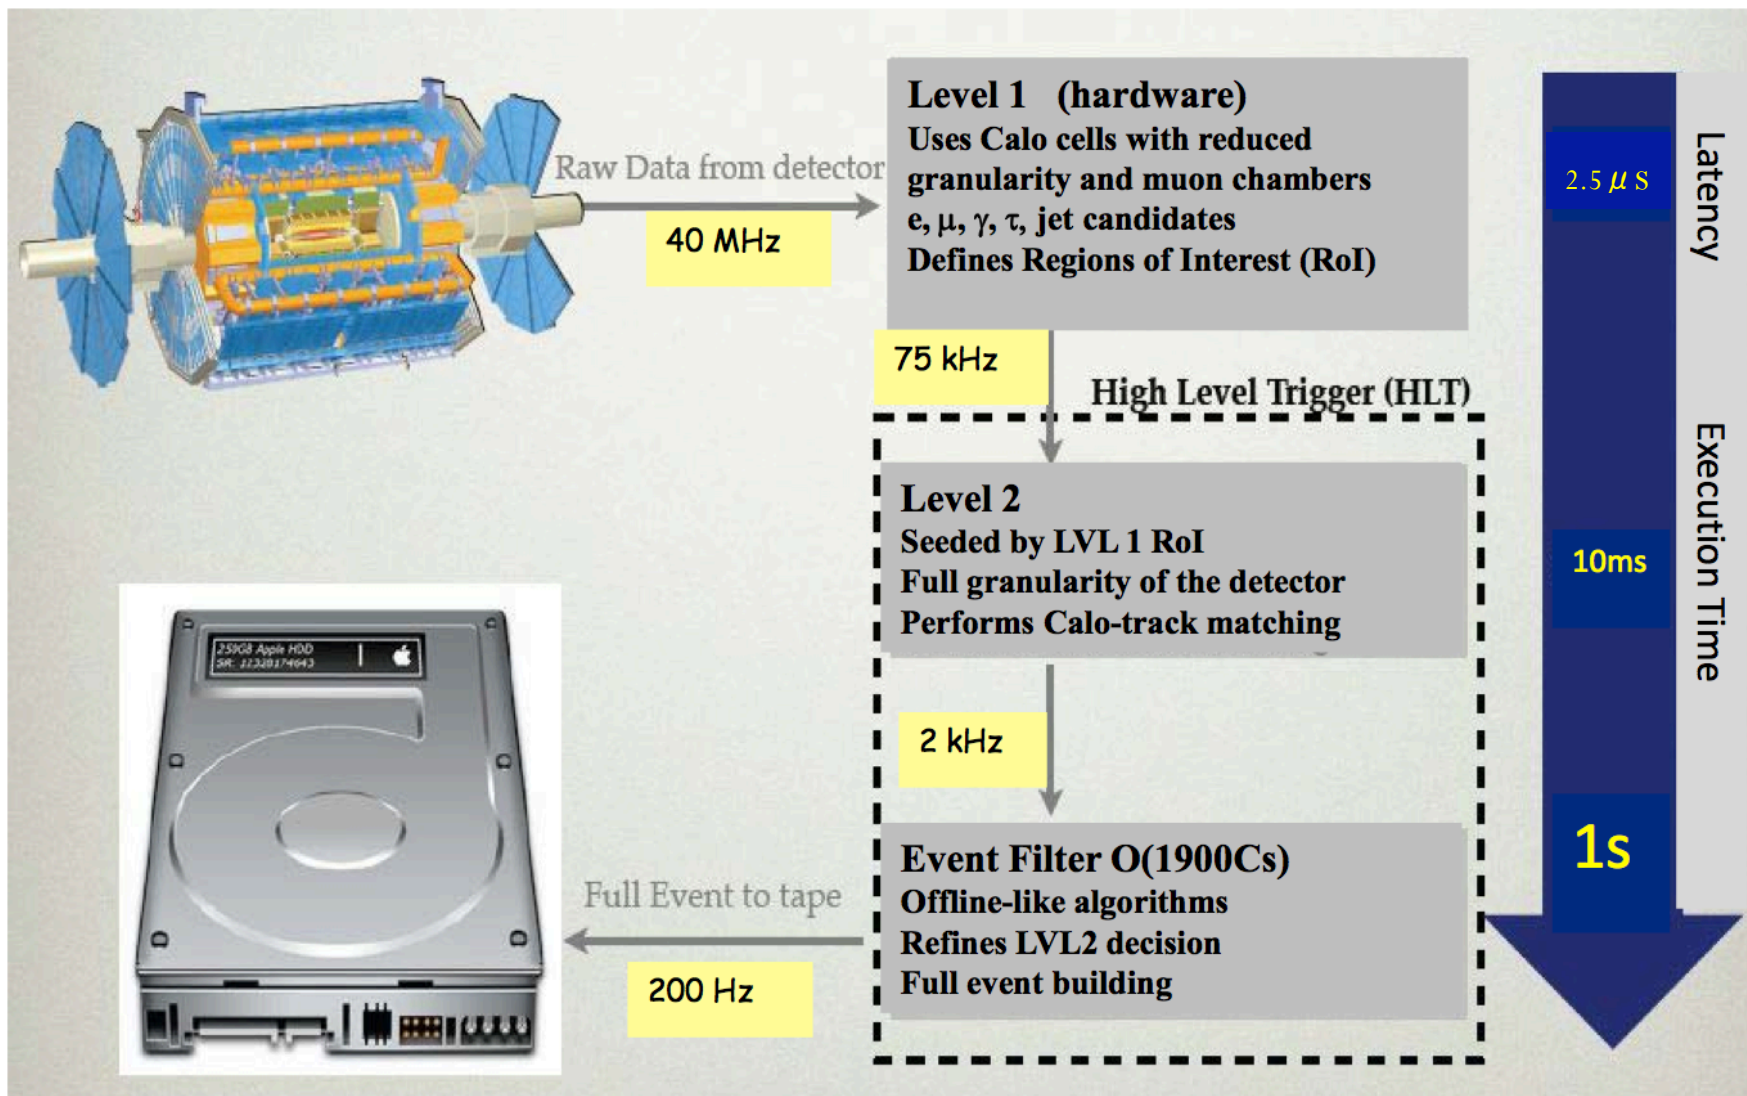 Raw Data from detector
40 MHz
Level 1 (hardware)
Uses Calo cells with reduced
granularity and muon chambers
e, μ, γ, τ, jet candidates
Defines Regions of Interest (RoI)
75 kHz
High Level Trigger (HLT)
Level 2
Seeded by LVL 1 RoI
Full granularity of the detector
Performs Calo-track matching
2 kHz
Event Filter O(1900Cs)
Offline-like algorithms
Refines LVL2 decision
Full event building
Full Event to tape
200 Hz
250GB Apple HDD
Latency
2.5 μ s
Execution Time
10ms
1s